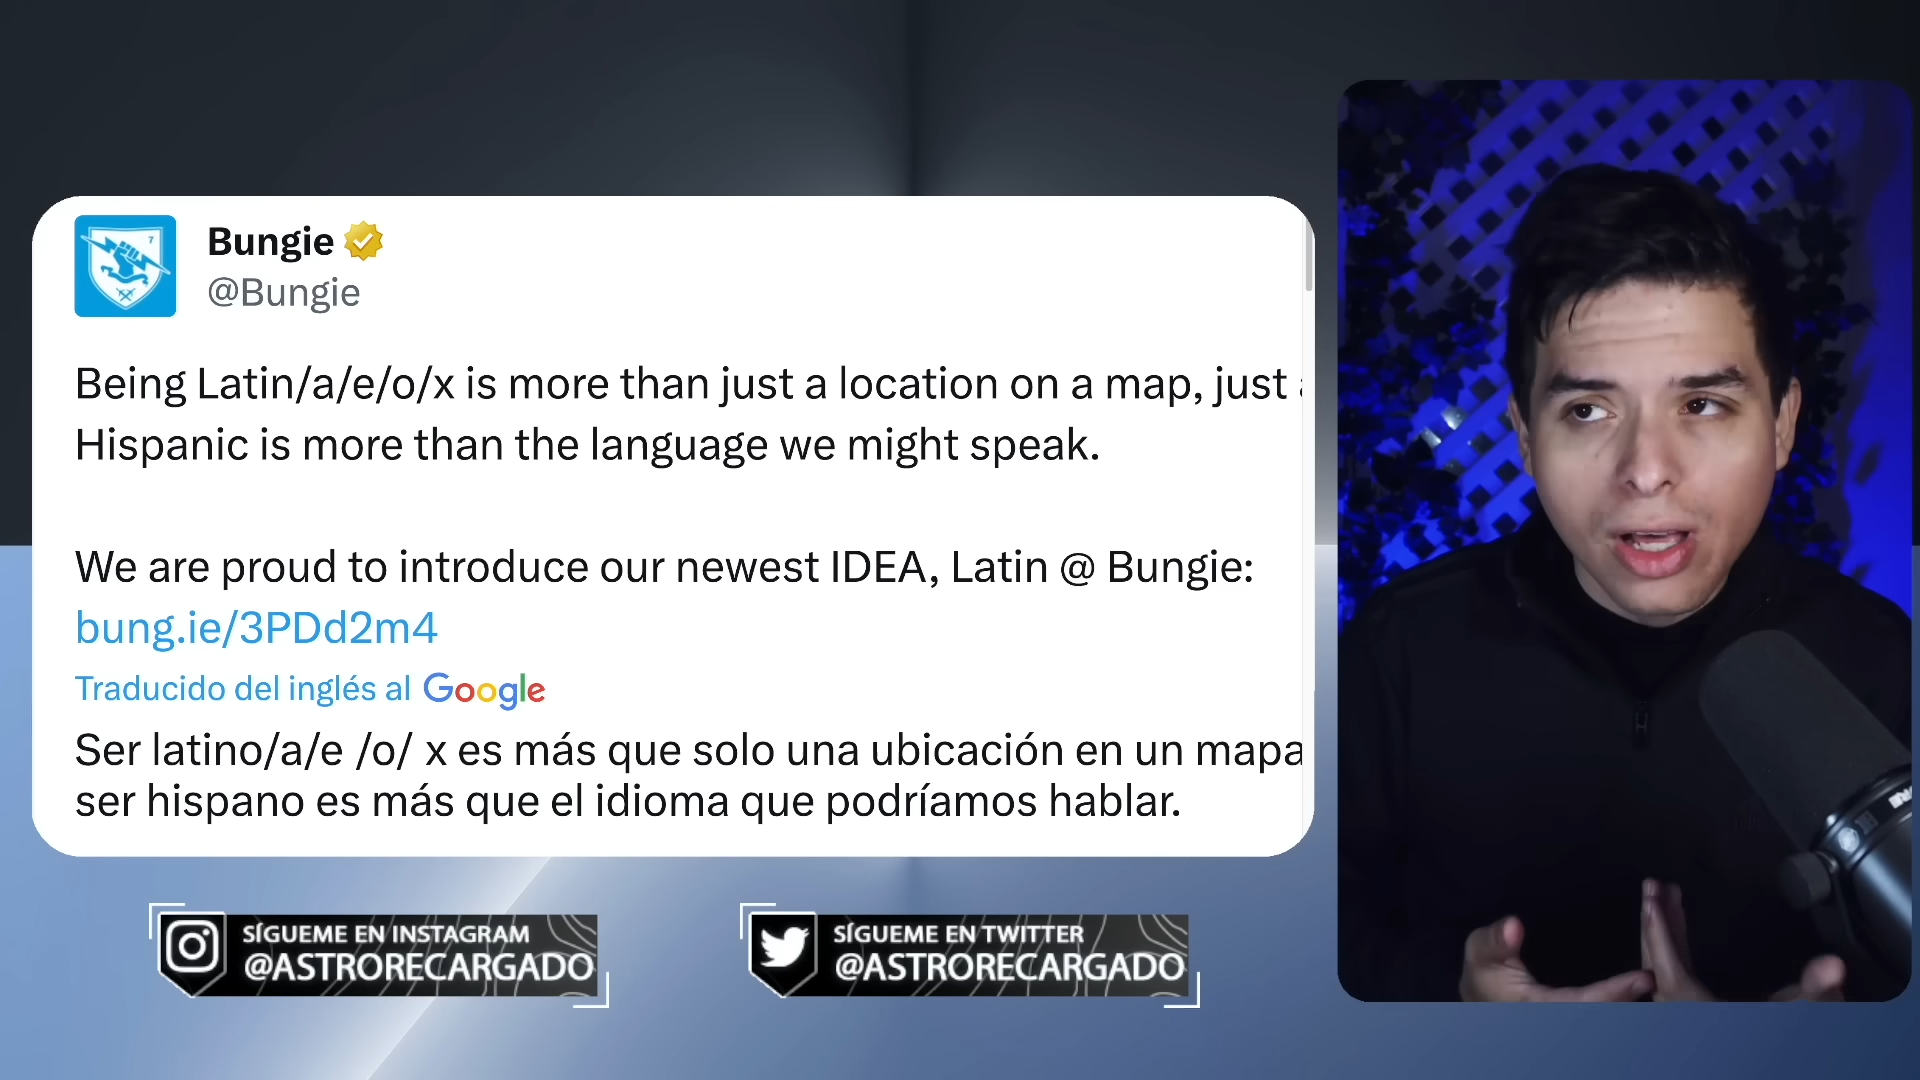 Bungie
@Bungie
Being Latin/a/e/o/x is more than just a location on a map, just
Hispanic is more than the language we might speak.
We are proud to introduce our newest IDEA, Latin @ Bungie:
bung.ie/3PDd2m4
Traducido del inglés al Google
Ser latino/a/e /o/ x es más que solo una ubicación en un mapa
ser hispano es más que el idioma que podríamos hablar.
SÍGUEME EN INSTAGRAM
@ASTRORECARGADO
SÍGUEME EN TWITTER
@ASTRORECARGADO